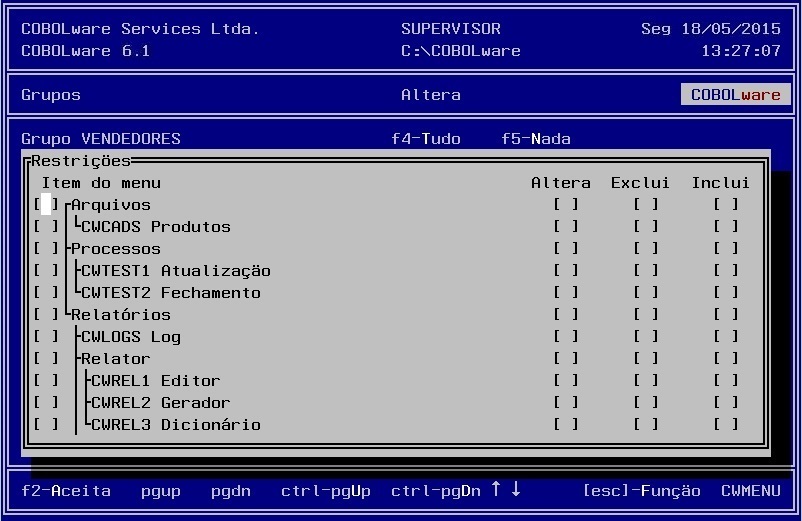 COBOLware Services Ltda. SUPERVISOR Seg 18/05/2015
COBOLware 6.1 C:\COBOLware 13:27:07
Grupos Altera COBOLware
Grupo VENDEDORES f4-Tudo f5-Nada
Restrições
Item do menu Altera Exclui Inclui
[ ] Arquivos [ ] [ ] [ ]
[ ] CWCADS Produtos [ ] [ ] [ ]
[ ] Processos [ ] [ ] [ ]
[ ] CWTEST1 Atualização [ ] [ ] [ ]
[ ] CWTEST2 Fechamento [ ] [ ] [ ]
[ ] Relatórios [ ] [ ] [ ]
[ ] CWLOGS Log [ ] [ ] [ ]
[ ] Relator [ ] [ ] [ ]
[ ] CWREL1 Editor [ ] [ ] [ ]
[ ] CWREL2 Gerador [ ] [ ] [ ]
[ ] CWREL3 Dicionário [ ] [ ] [ ]
f2-Aceita pgup pgdn ctrl-pgUp ctrl-pgDn ↑ ↓ [esc]-Função CWMENU